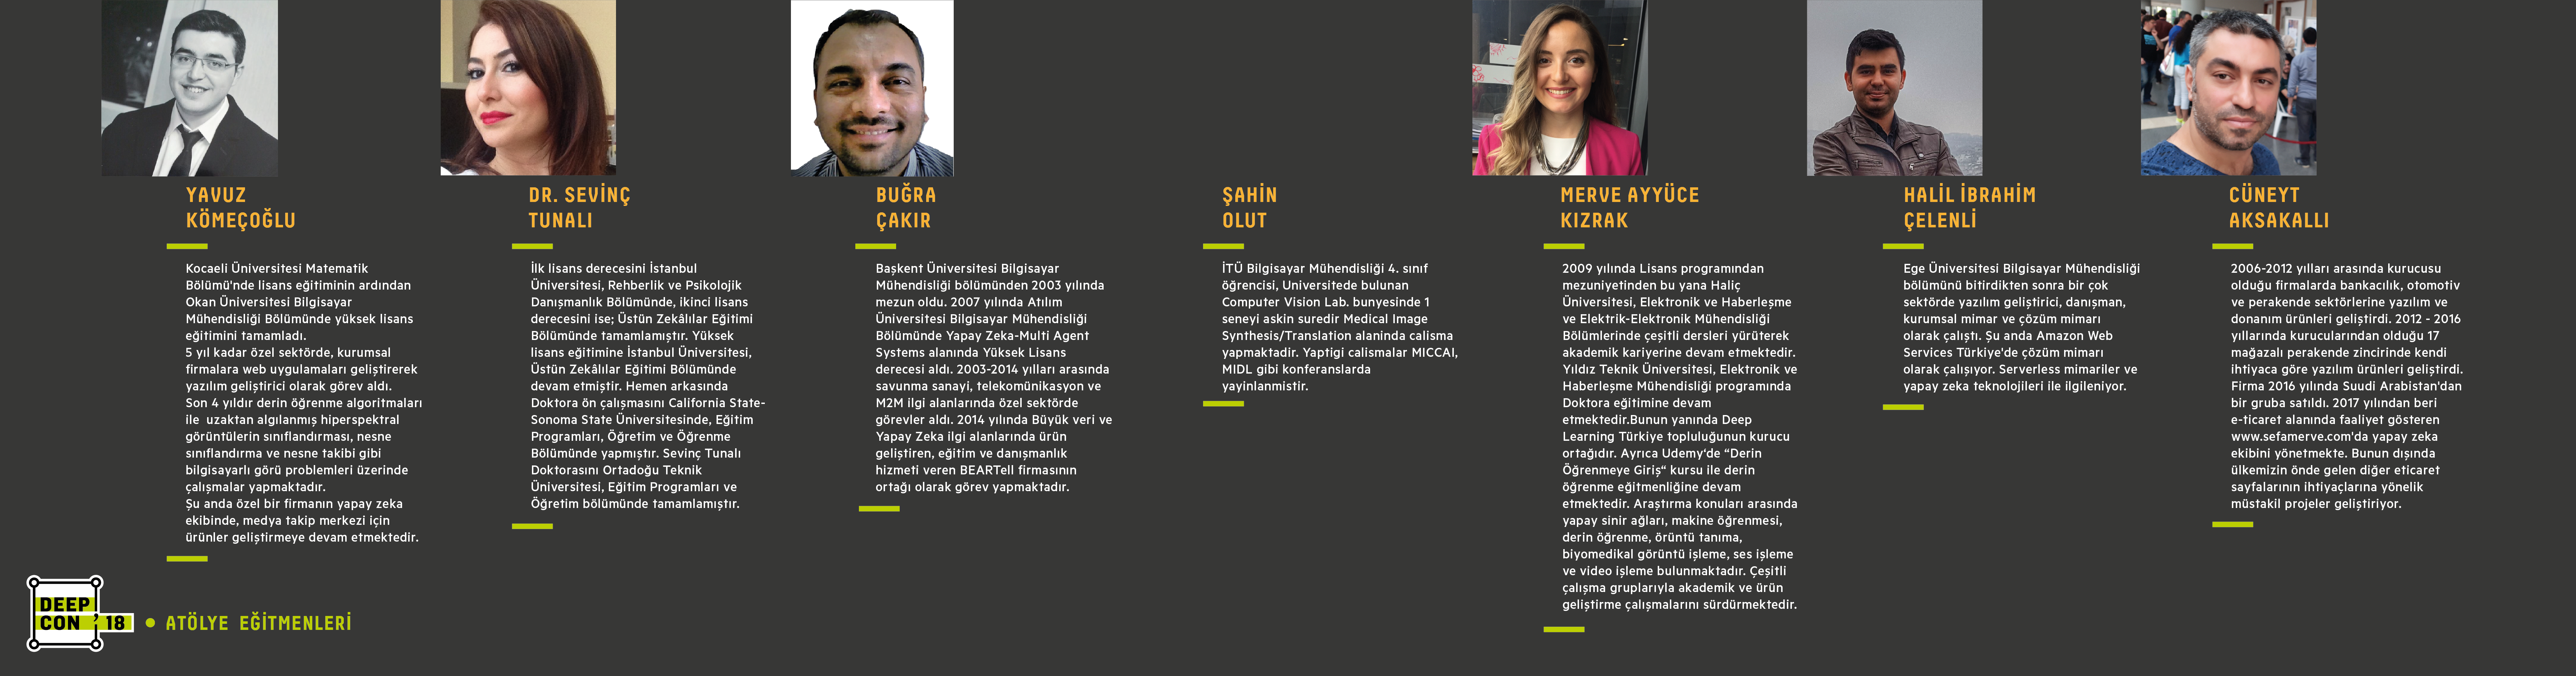 YAVUZ
KÖMEÇOĞLU
Kocaeli Üniversitesi Matematik
Bölümü'nde lisans eğitiminin ardından
Okan Üniversitesi Bilgisayar
Mühendisliği Bölümünde yüksek lisans
eğitimini tamamladı.
5 yıl kadar özel sektörde, kurumsal
firmalara web uygulamaları geliştirerek
yazılım geliştirici olarak görev aldı.
Son 4 yıldır derin öğrenme algoritmaları
ile  uzaktan algılanmış hiperspektral
görüntülerin sınıflandırması, nesne
sınıflandırma ve nesne takibi gibi
bilgisayarlı görü problemleri üzerinde
çalışmalar yapmaktadır.
Şu anda özel bir firmanın yapay zeka
ekibinde, medya takip merkezi için
ürünler geliştirmeye devam etmektedir.
DR. SEVİNÇ
TUNALI
İlk lisans derecesini İstanbul
Üniversitesi, Rehberlik ve Psikolojik
Danışmanlık Bölümünde, ikinci lisans
derecesini ise; Üstün Zekâlılar Eğitimi
Bölümünde tamamlamıştır. Yüksek
lisans eğitimine İstanbul Üniversitesi,
Üstün Zekâlılar Eğitimi Bölümünde
devam etmiştir. Hemen arkasında
Doktora ön çalışmasını California State-
Sonoma State Üniversitesinde, Eğitim
Programları, Öğretim ve Öğrenme
Bölümünde yapmıştır. Sevinç Tunalı
Doktorasını Ortadoğu Teknik
Üniversitesi, Eğitim Programları ve
Öğretim bölümünde tamamlamıştır.
BUĞRA
ÇAKIR
Başkent Üniversitesi Bilgisayar
Mühendisliği bölümünden 2003 yılında
mezun oldu. 2007 yılında Atılım
Üniversitesi Bilgisayar Mühendisliği
Bölümünde Yapay Zeka-Multi Agent
Systems alanında Yüksek Lisans
derecesi aldı. 2003-2014 yılları arasında
savunma sanayi, telekomünikasyon ve
M2M ilgi alanlarında özel sektörde
görevler aldı. 2014 yılında Büyük veri ve
Yapay Zeka ilgi alanlarında ürün
geliştiren, eğitim ve danışmanlık
hizmeti veren BEARTell firmasının
ortağı olarak görev yapmaktadır.
ŞAHİN
OLUT
İTÜ Bilgisayar Mühendisliği 4. sınıf
öğrencisi, Universitede bulunan
Computer Vision Lab. bunyesinde 1
seneyi askin suredir Medical Image
Synthesis/Translation alaninda calisma
yapmaktadir. Yaptigi calismalar MICCAI,
MIDL gibi konferanslarda
yayinlanmistir.
MERVE AYYÜCE
KIZRAK
2009 yılında Lisans programından
mezuniyetinden bu yana Haliç
Üniversitesi, Elektronik ve Haberleşme
ve Elektrik-Elektronik Mühendisliği
Bölümlerinde çeşitli dersleri yürüterek
akademik kariyerine devam etmektedir.
Yıldız Teknik Üniversitesi, Elektronik ve
Haberleşme Mühendisliği programında
Doktora eğitimine devam
etmektedir.Bunun yanında Deep
Learning Türkiye topluluğunun kurucu
ortağıdır. Ayrıca Udemy'de “Derin
Öğrenmeye Giriş“ kursu ile derin
öğrenme eğitmenliğine devam
etmektedir. Araştırma konuları arasında
yapay sinir ağları, makine öğrenmesi,
derin öğrenme, örüntü tanıma,
biyomedikal görüntü işleme, ses işleme
ve video işleme bulunmaktadır. Çeşitli
çalışma gruplarıyla akademik ve ürün
geliştirme çalışmalarını sürdürmektedir.
HALİL İBRAHİM
ÇELENLİ
Ege Üniversitesi Bilgisayar Mühendisliği
bölümünü bitirdikten sonra bir çok
sektörde yazılım geliştirici, danışman,
kurumsal mimar ve çözüm mimarı
olarak çalıştı. Şu anda Amazon Web
Services Türkiye'de çözüm mimarı
olarak çalışıyor. Serverless mimariler ve
yapay zeka teknolojileri ile ilgileniyor.
CÜNEYT
AKSAKALLI
2006-2012 yılları arasında kurucusu
olduğu firmalarda bankacılık, otomotiv
ve perakende sektörlerine yazılım ve
donanım ürünleri geliştirdi. 2012 - 2016
yıllarında kurucularından olduğu 17
mağazalı perakende zincirinde kendi
ihtiyaca göre yazılım ürünleri geliştirdi.
Firma 2016 yılında Suudi Arabistan'dan
bir gruba satıldı. 2017 yılından beri
e-ticaret alanında faaliyet gösteren
www.sefamerve.com'da yapay zeka
ekibini yönetmekte. Bunun dışında
ülkemizin önde gelen diğer eticaret
sayfalarının ihtiyaçlarına yönelik
müstakil projeler geliştiriyor.
DEEP
CON '18
• ATÖLYE EĞİTMENLERİ